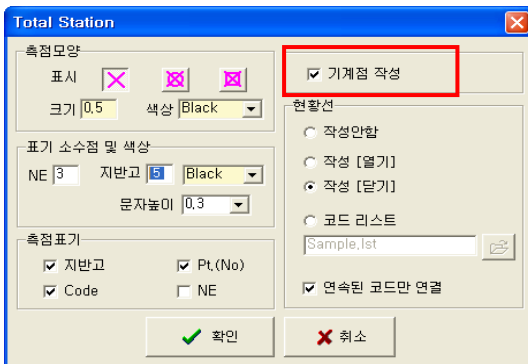 Total Station
측점모양
표시
크기 0.5 색상 Black
표기 소수점 및 색상
NE 3 지반고 5 Black
문자높이 0.3
측점표기
지반고 Pt.(No)
Code NE
기계점 작성
현황선
작성안함
작성 [열기]
작성 [닫기]
코드 리스트
Sample.lst
연속된 코드만 연결
확인 취소